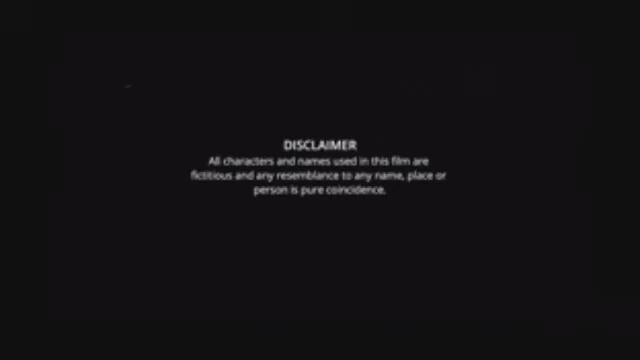 DISCLAIMER
All characters and names used in this film are
fictitious and any resemblance to any name, place or
person is pure coincidence.